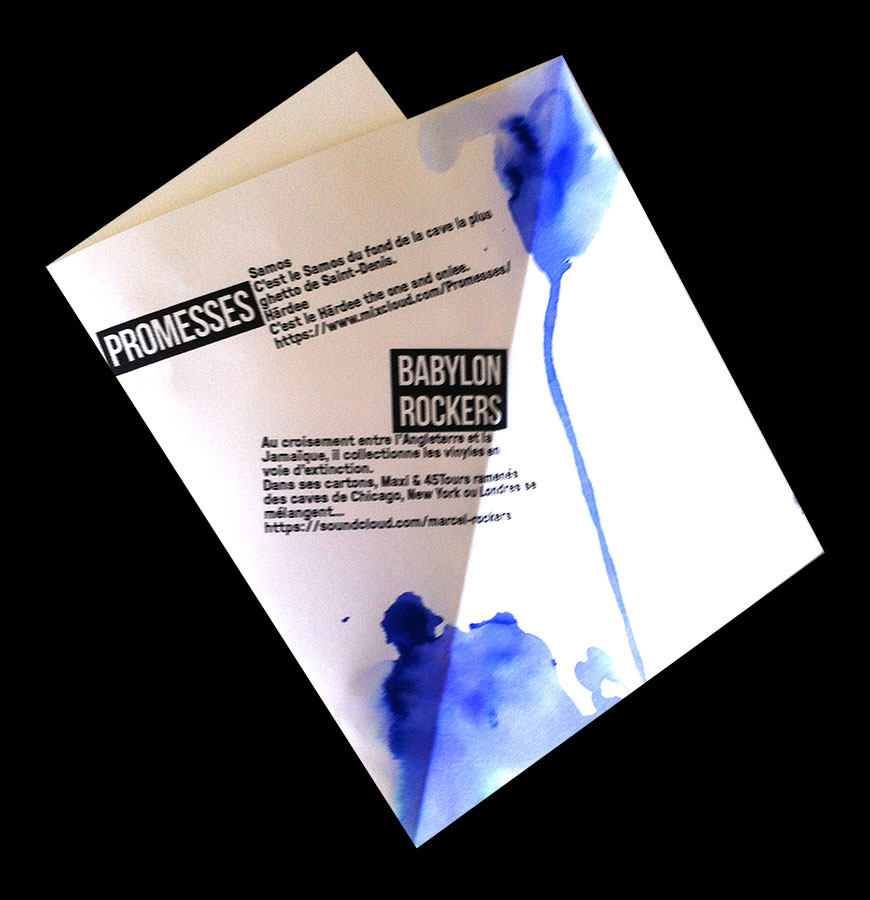 PROMESSES
Samos
C'est le Samos du fond de la cave la plus
ghetto de Saint-Denis.
Härdee
C'est le Härdee the one and onlee.
https://www.mixcloud.com/Promesses/
BABYLON
ROCKERS
Au croisement entre l'Angleterre et la
Jamaïque, il collectionne les vinyles en
voie d'extinction.
Dans ses cartons, Maxi & 45Tours ramenés
des caves de Chicago, New York ou Londres se
mélangent...
https://soundcloud.com/marcel-rockers